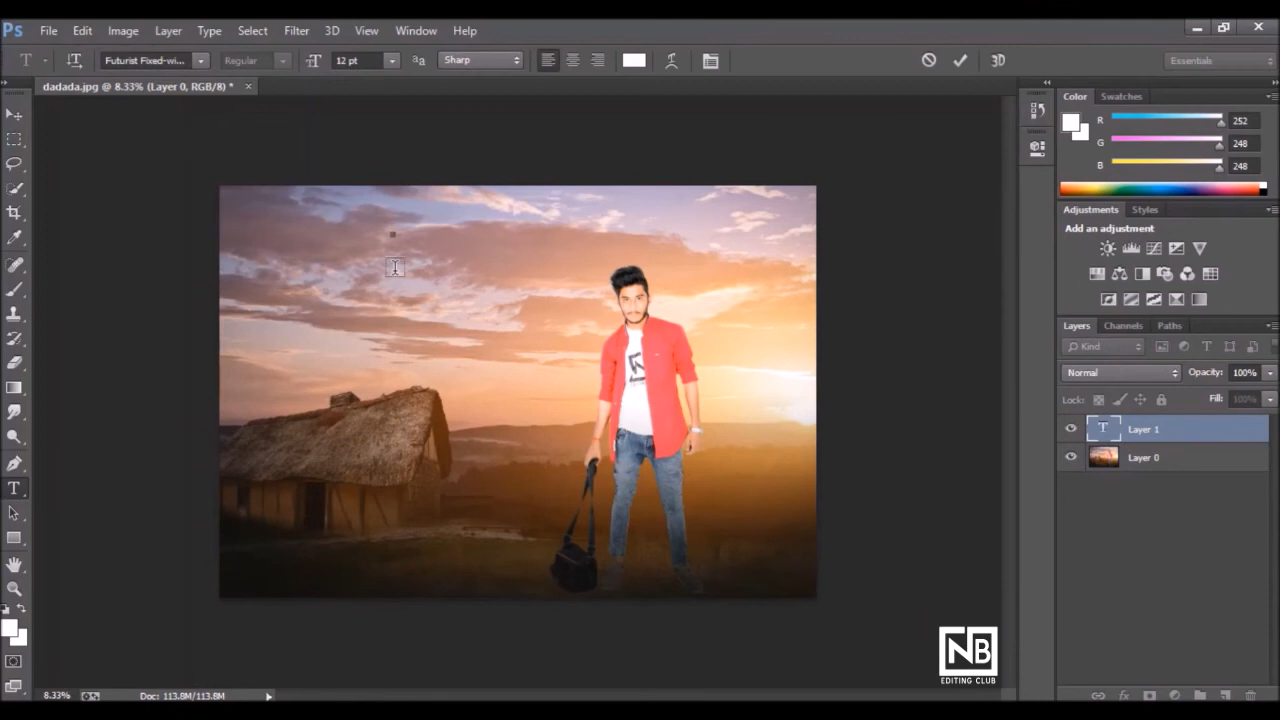 Ps File Edit Image Layer Type Select Filter 3D View Window Help
T Futurist Fixed-wi... Regular 12 pt aa Sharp 3D Essentials
dadada.jpg @ 8.33% (Layer 0, RGB/8) * ×
Color Swatches
R 252
G 248
B 248
Adjustments Styles
Add an adjustment
Layers Channels Paths
Kind
Normal Opacity: 100%
Lock: Fill: 100%
T Layer 1
Layer 0
NB
EDITING CLUB
8.33% Doc: 113.8M/113.8M